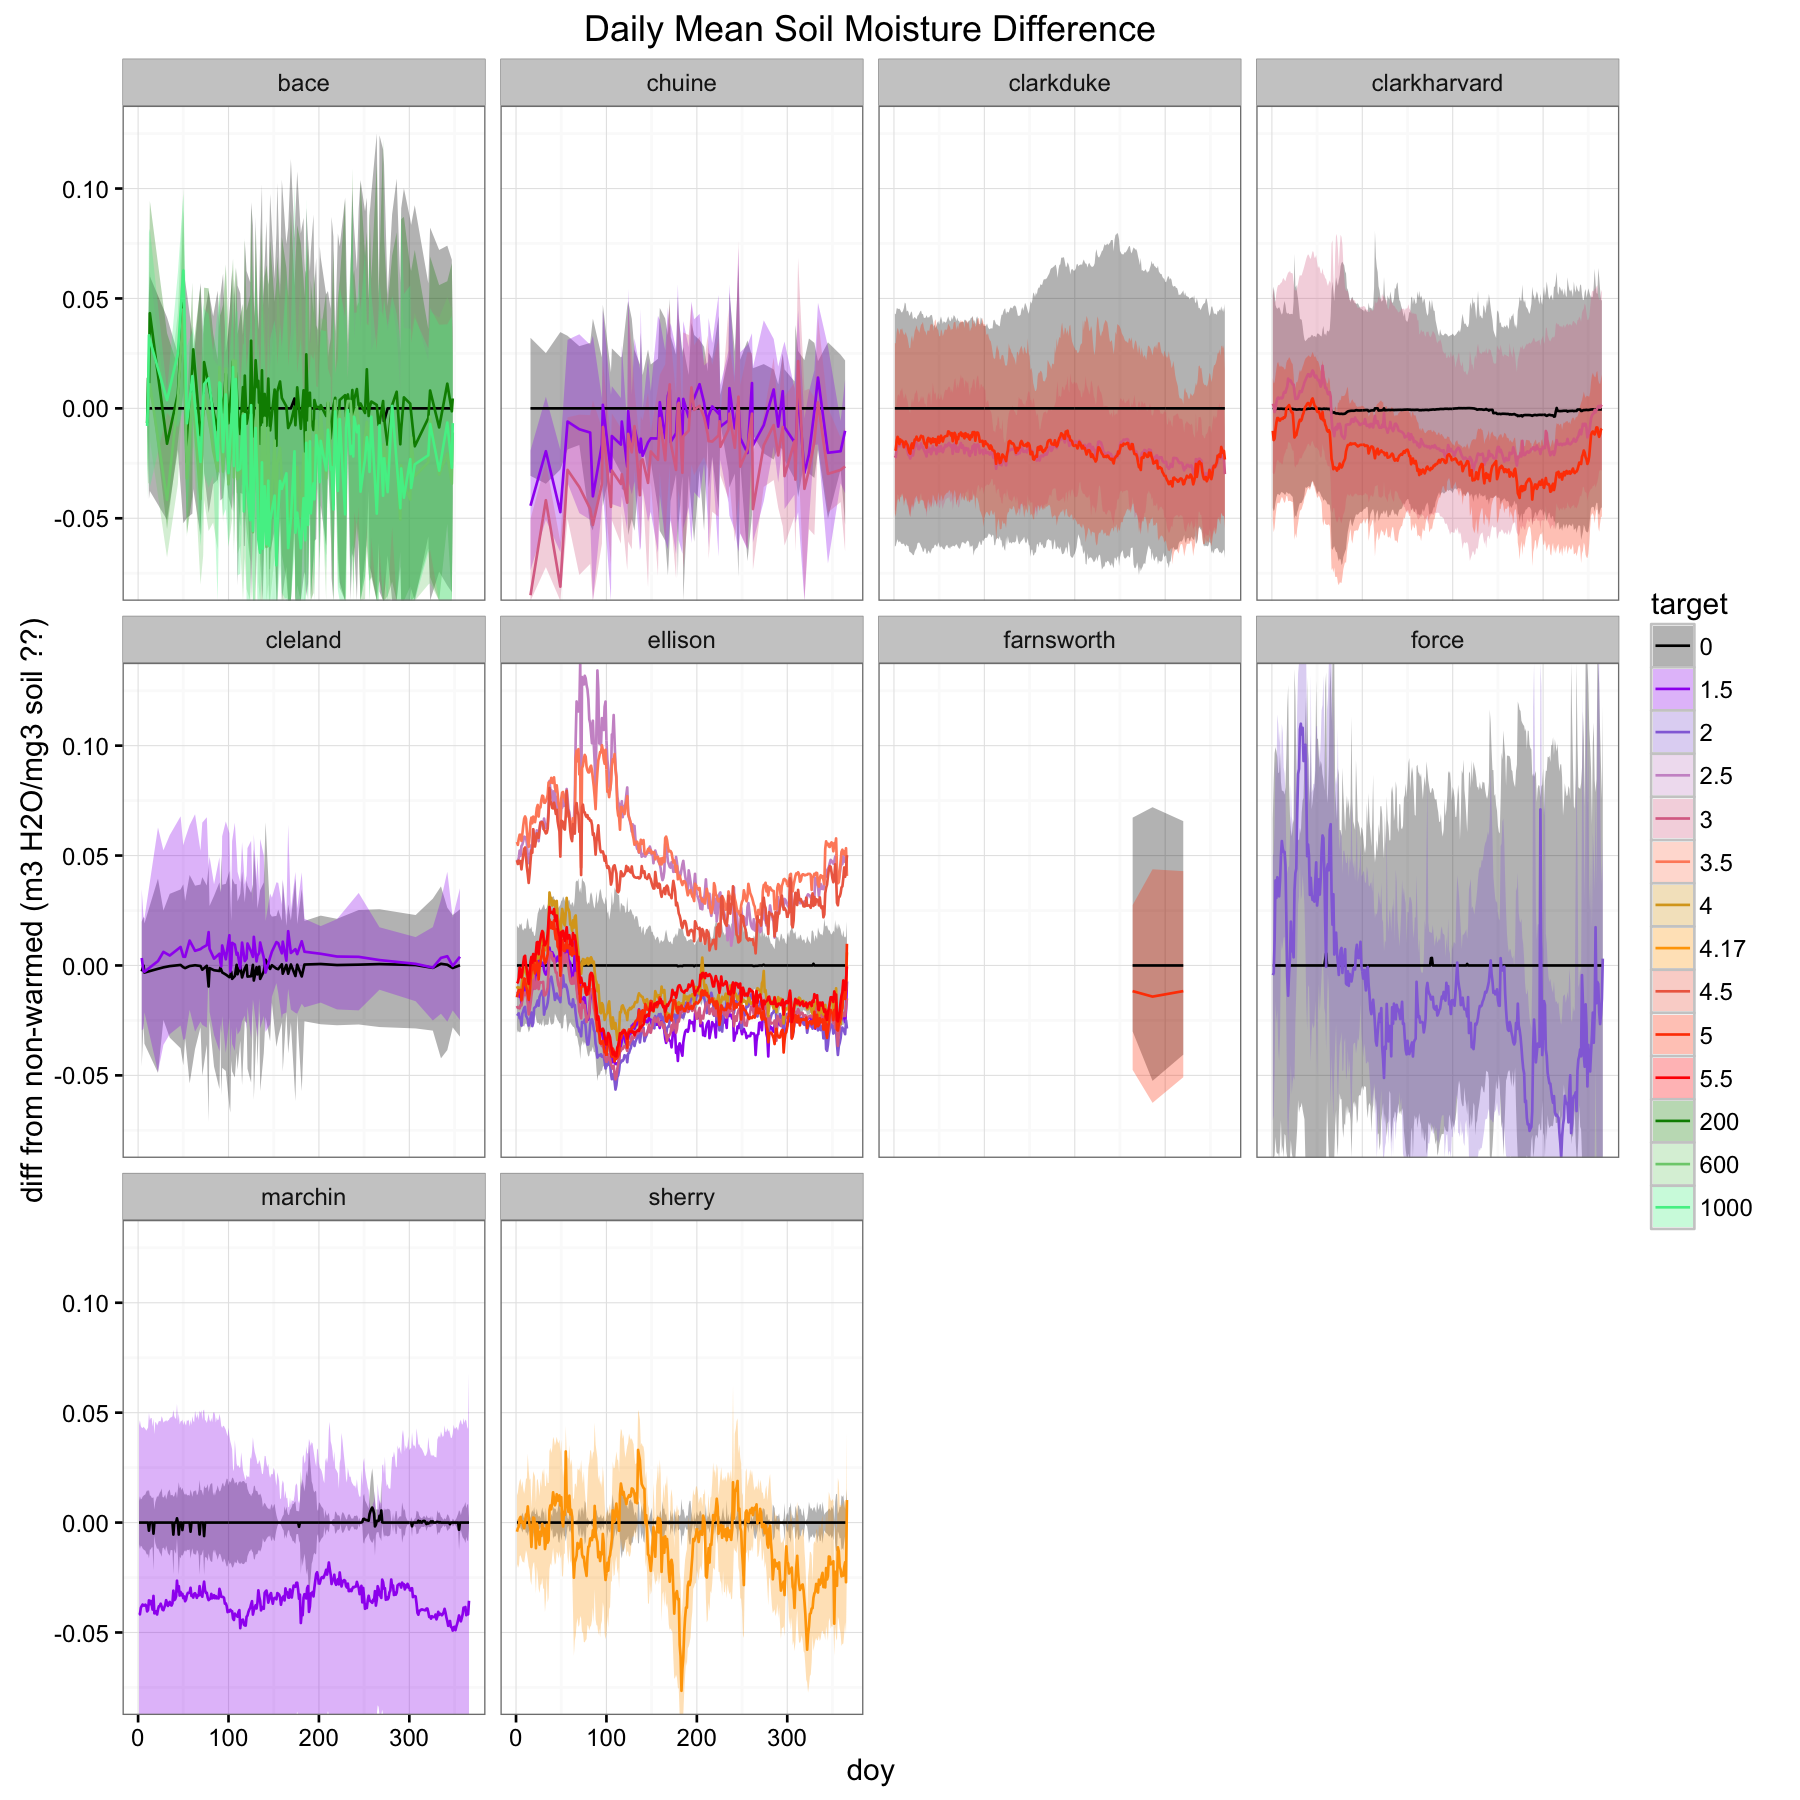 Daily Mean Soil Moisture Difference
bace
chuine
clarkduke
clarkharvard
0.10
0.05
0.00
-0.05
cleland
ellison
farnsworth
force
0.10
0.05
0.00
-0.05
marchin
sherry
0.10
0.05
0.00
-0.05
0
100
200
300
0
100
200
300
doy
diff from non-warmed (m3 H2O/mg3 soil ??)
target
0
1.5
2
2.5
3
3.5
4
4.17
4.5
5
5.5
200
600
1000